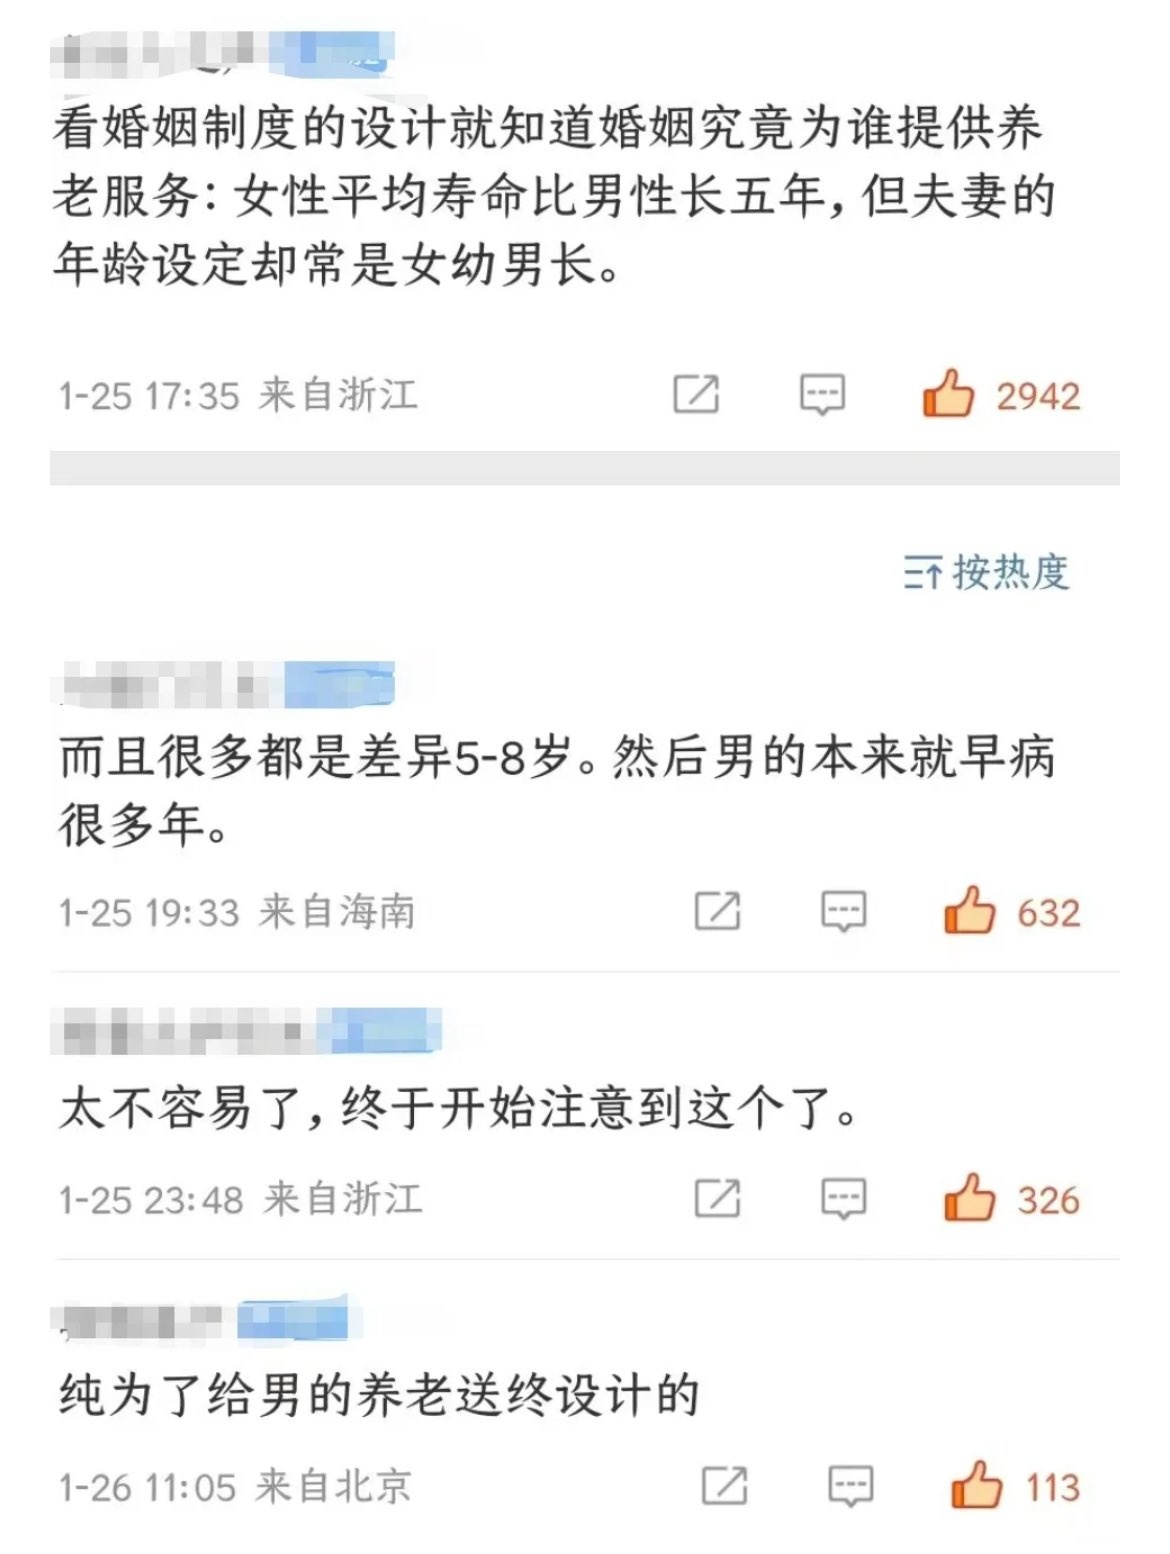 看婚姻制度的设计就知道婚姻究竟为谁提供养
老服务：女性平均寿命比男性长五年，但夫妻的
年龄设定却常是女幼男长。
1-25 17:35 来自浙江 2942
按热度
而且很多都是差异5-8岁。然后男的本来就早病
很多年。
1-25 19:33 来自海南 632
太不容易了，终于开始注意到这个了。
1-25 23:48 来自浙江 326
纯为了给男的养老送终设计的
1-26 11:05 来自北京 113